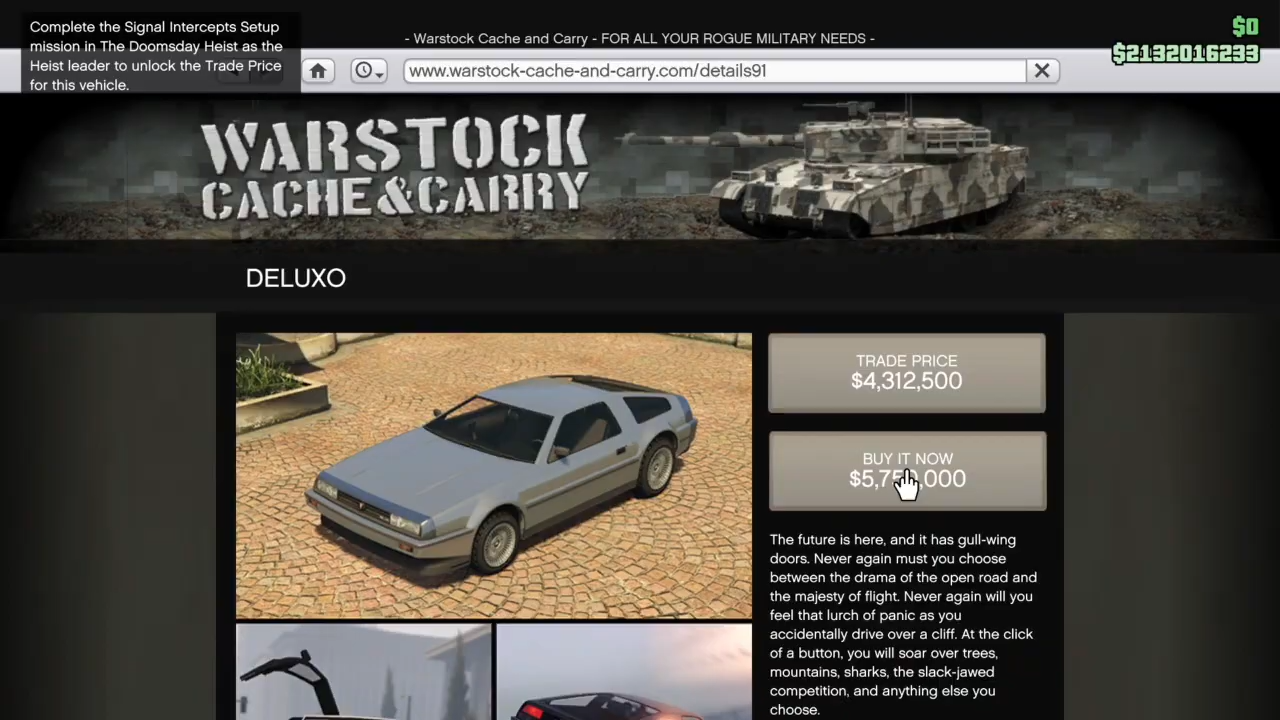 Complete the Signal Intercepts Setup
mission in The Doomsday Heist as the
Heist leader to unlock the Trade Price
for this vehicle.
- Warstock Cache and Carry - FOR ALL YOUR ROGUE MILITARY NEEDS -
$0
$2132016233
www.warstock-cache-and-carry.com/details91
WARSTOCK
CACHE&CARRY
DELUXO
TRADE PRICE
$4,312,500
BUY IT NOW
$5,750,000
The future is here, and it has gull-wing
doors. Never again must you choose
between the drama of the open road and
the majesty of flight. Never again will you
feel that lurch of panic as you
accidentally drive over a cliff. At the click
of a button, you will soar over trees,
mountains, sharks, the slack-jawed
competition, and anything else you
choose.